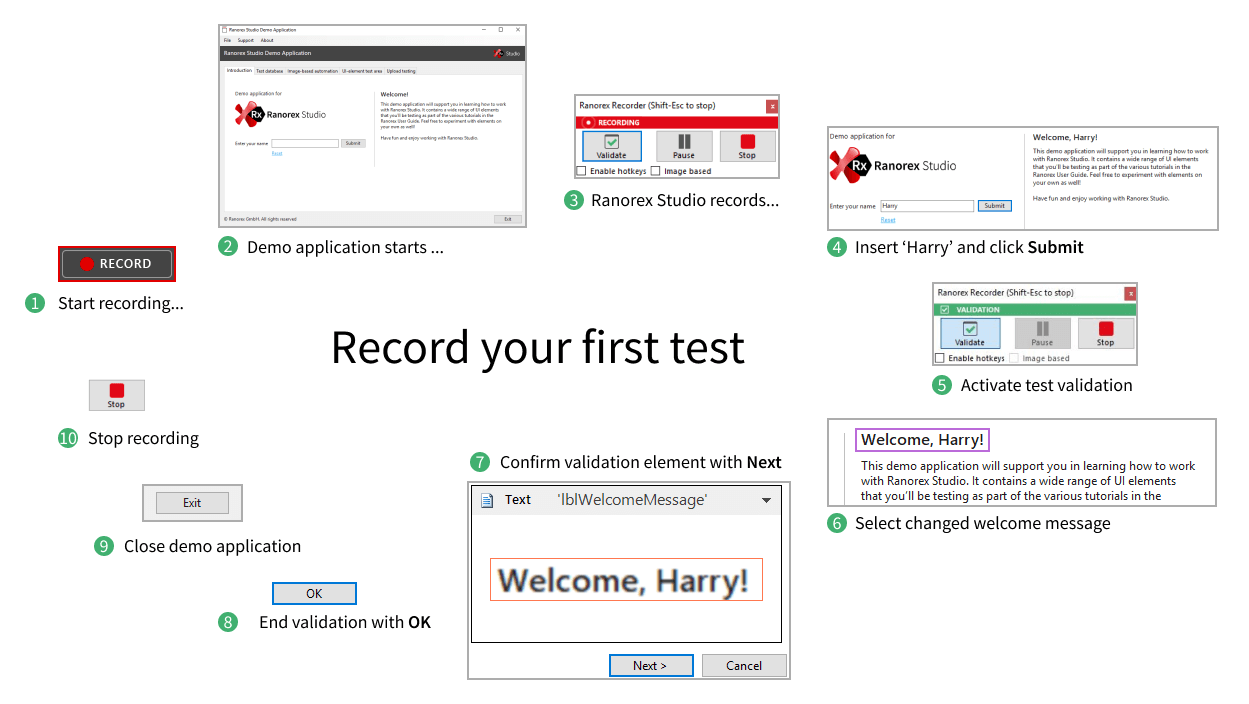 Ranorex Studio Demo Application
File Support About
Ranorex Studio Demo Application
Studio
Introduction Test database Image-based automation UI-element test area Upload testing
Demo application for
Rx Ranorex Studio
Enter your name Submit
Reset
Welcome!
This demo application will support you in learning how to work
with Ranorex Studio. It contains a wide range of UI elements
that you'll be testing as part of the various tutorials in the
Ranorex User Guide. Feel free to experiment with elements on
your own as well!
Have fun and enjoy working with Ranorex Studio.
© Ranorex GmbH. All rights reserved
Exit
2 Demo application starts ...
Ranorex Recorder (Shift-Esc to stop) x
RECORDING
Validate Pause Stop
Enable hotkeys Image based
3 Ranorex Studio records...
Demo application for
Rx Ranorex Studio
Enter your name Harry Submit
Reset
Welcome, Harry!
This demo application will support you in learning how to work
with Ranorex Studio. It contains a wide range of UI elements
that you'll be testing as part of the various tutorials in the
Ranorex User Guide. Feel free to experiment with elements on
your own as well!
Have fun and enjoy working with Ranorex Studio.
4 Insert ‘Harry’ and click Submit
RECORD
1 Start recording...
Record your first test
Ranorex Recorder (Shift-Esc to stop) x
VALIDATION
Validate Pause Stop
Enable hotkeys Image based
5 Activate test validation
Welcome, Harry!
This demo application will support you in learning how to work
with Ranorex Studio. It contains a wide range of UI elements
that you'll be testing as part of the various tutorials in the
6 Select changed welcome message
7 Confirm validation element with Next
Text 'lblWelcomeMessage'
Welcome, Harry!
Next > Cancel
OK
8 End validation with OK
Exit
9 Close demo application
Stop
10 Stop recording